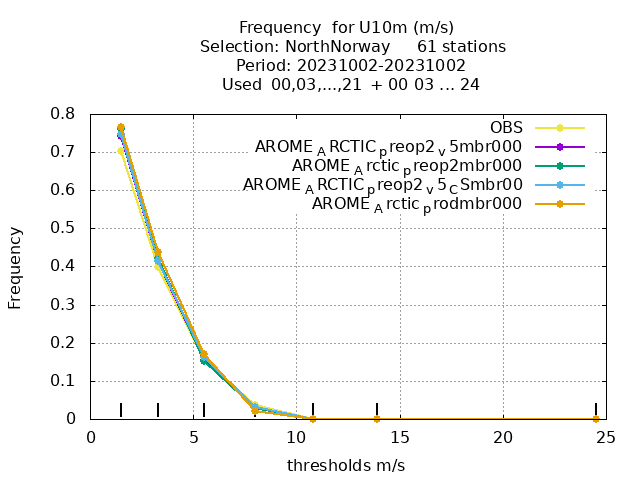 Frequency for U10m (m/s)
Selection: NorthNorway 61 stations
Period: 20231002-20231002
Used 00,03,...,21 + 00 03 ... 24
OBS
AROME_ARCTIC_preop2_v5mbr000
AROME_Arctic_preop2mbr000
AROME_ARCTIC_preop2_v5_CSmbr00
AROME_Arctic_prodmbr000
Frequency
0.8
0.7
0.6
0.5
0.4
0.3
0.2
0.1
0
0 5 10 15 20 25
thresholds m/s